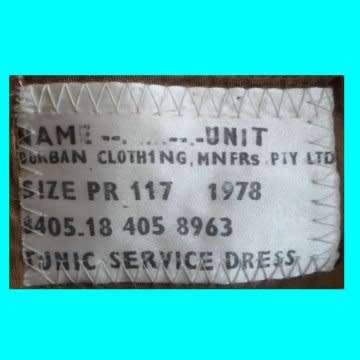 NAME --.....--.-UNIT
DURBAN CLOTHING, MNFRS. PTY LTD
SIZE PR 117 1978
8405.18 405 8963
TUNIC SERVICE DRESS.